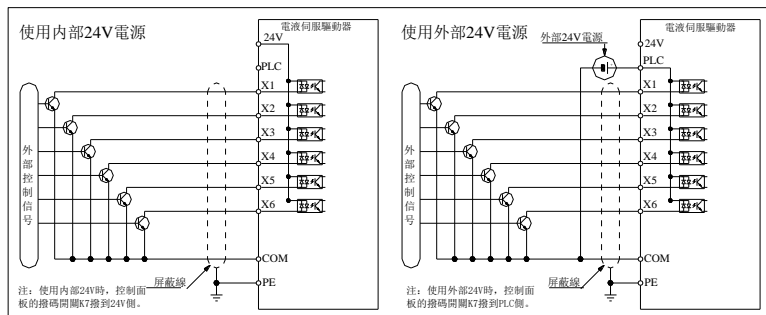 使用内部24V電源
電液伺服驅動器
24V
PLC
X1
X2
X3
X4
X5
X6
COM
PE
外部控制信号
屏蔽線
注：使用内部24V時，控制面
板的撥碼開關K7撥到24V側。
使用外部24V電源
外部24V電源
電液伺服驅動器
24V
PLC
X1
X2
X3
X4
X5
X6
COM
PE
外部控制信号
屏蔽線
注：使用外部24V時，控制面
板的撥碼開關K7撥到PLC側。